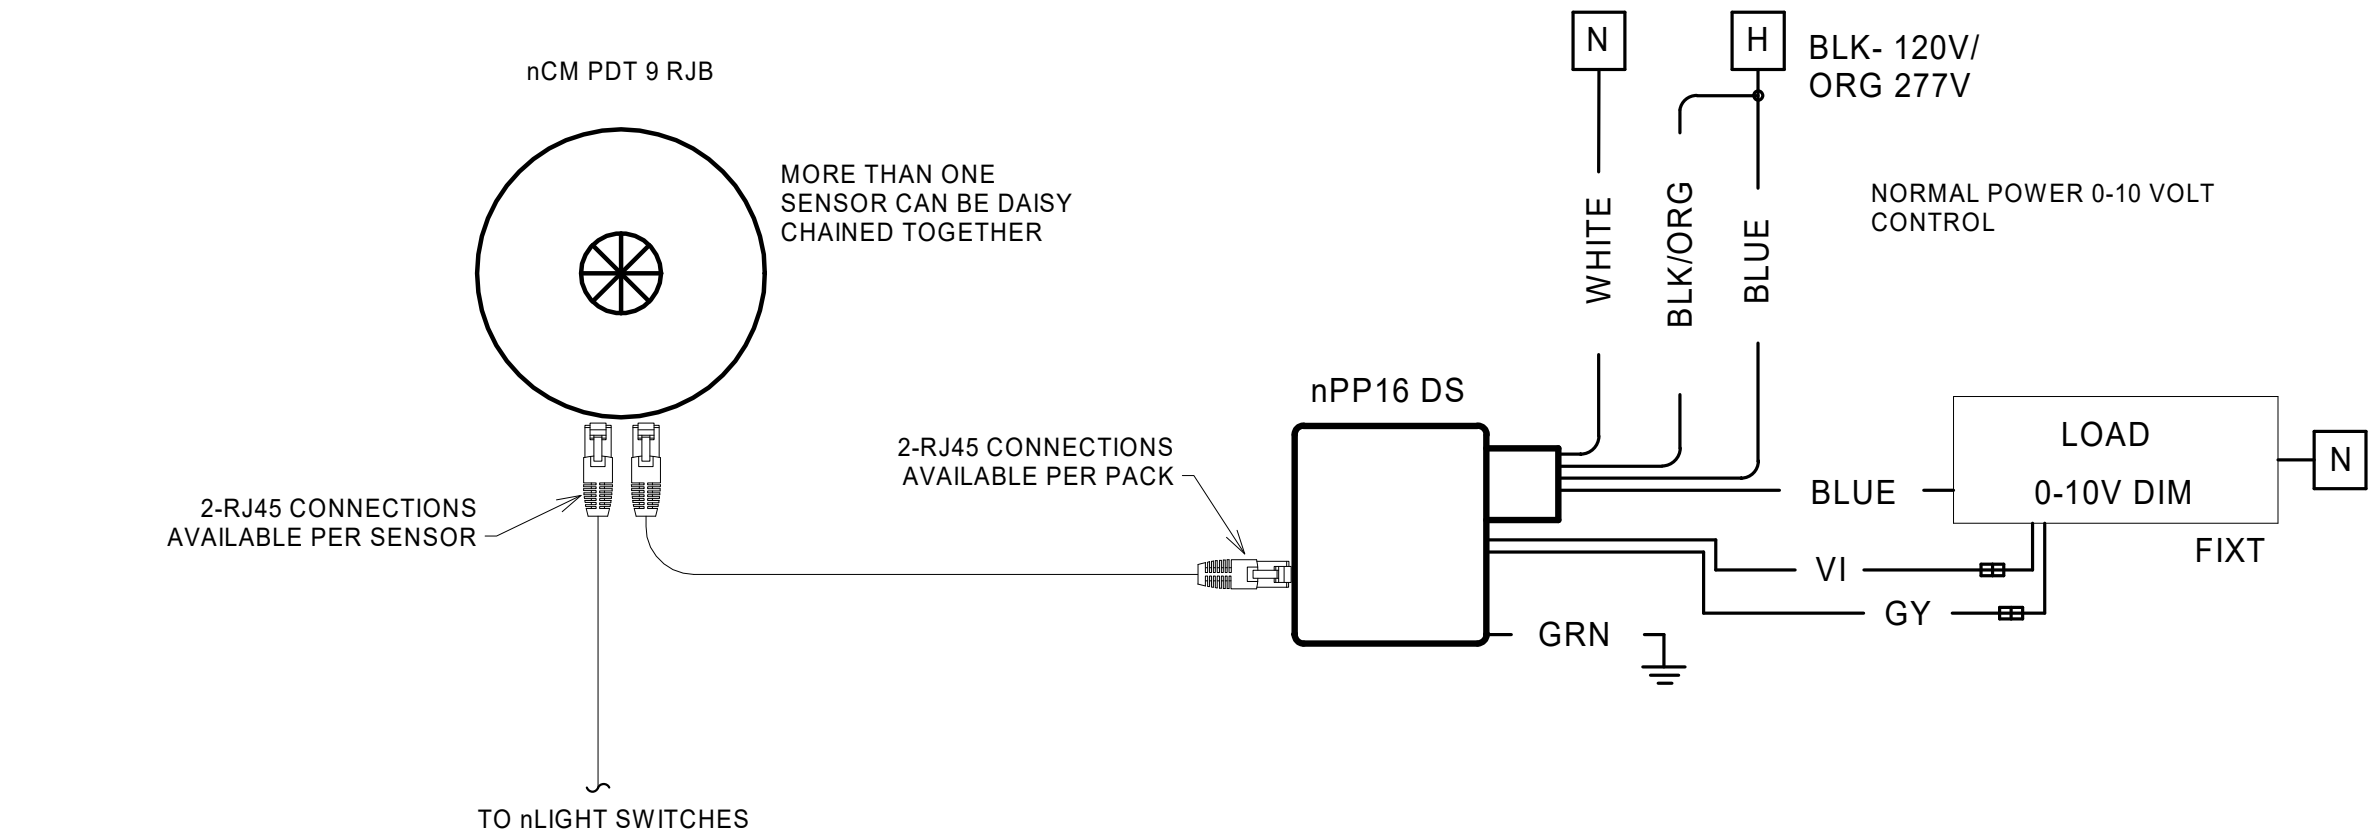 N
H
BLK- 120V/
ORG 277V
nCM PDT 9 RJB
MORE THAN ONE
SENSOR CAN BE DAISY
CHAINED TOGETHER
WHITE
BLK/ORG
BLUE
NORMAL POWER 0-10 VOLT
CONTROL
nPP16 DS
2-RJ45 CONNECTIONS
AVAILABLE PER PACK
2-RJ45 CONNECTIONS
AVAILABLE PER SENSOR
BLUE
LOAD
0-10V DIM
N
FIXT
VI
GY
GRN
TO nLIGHT SWITCHES